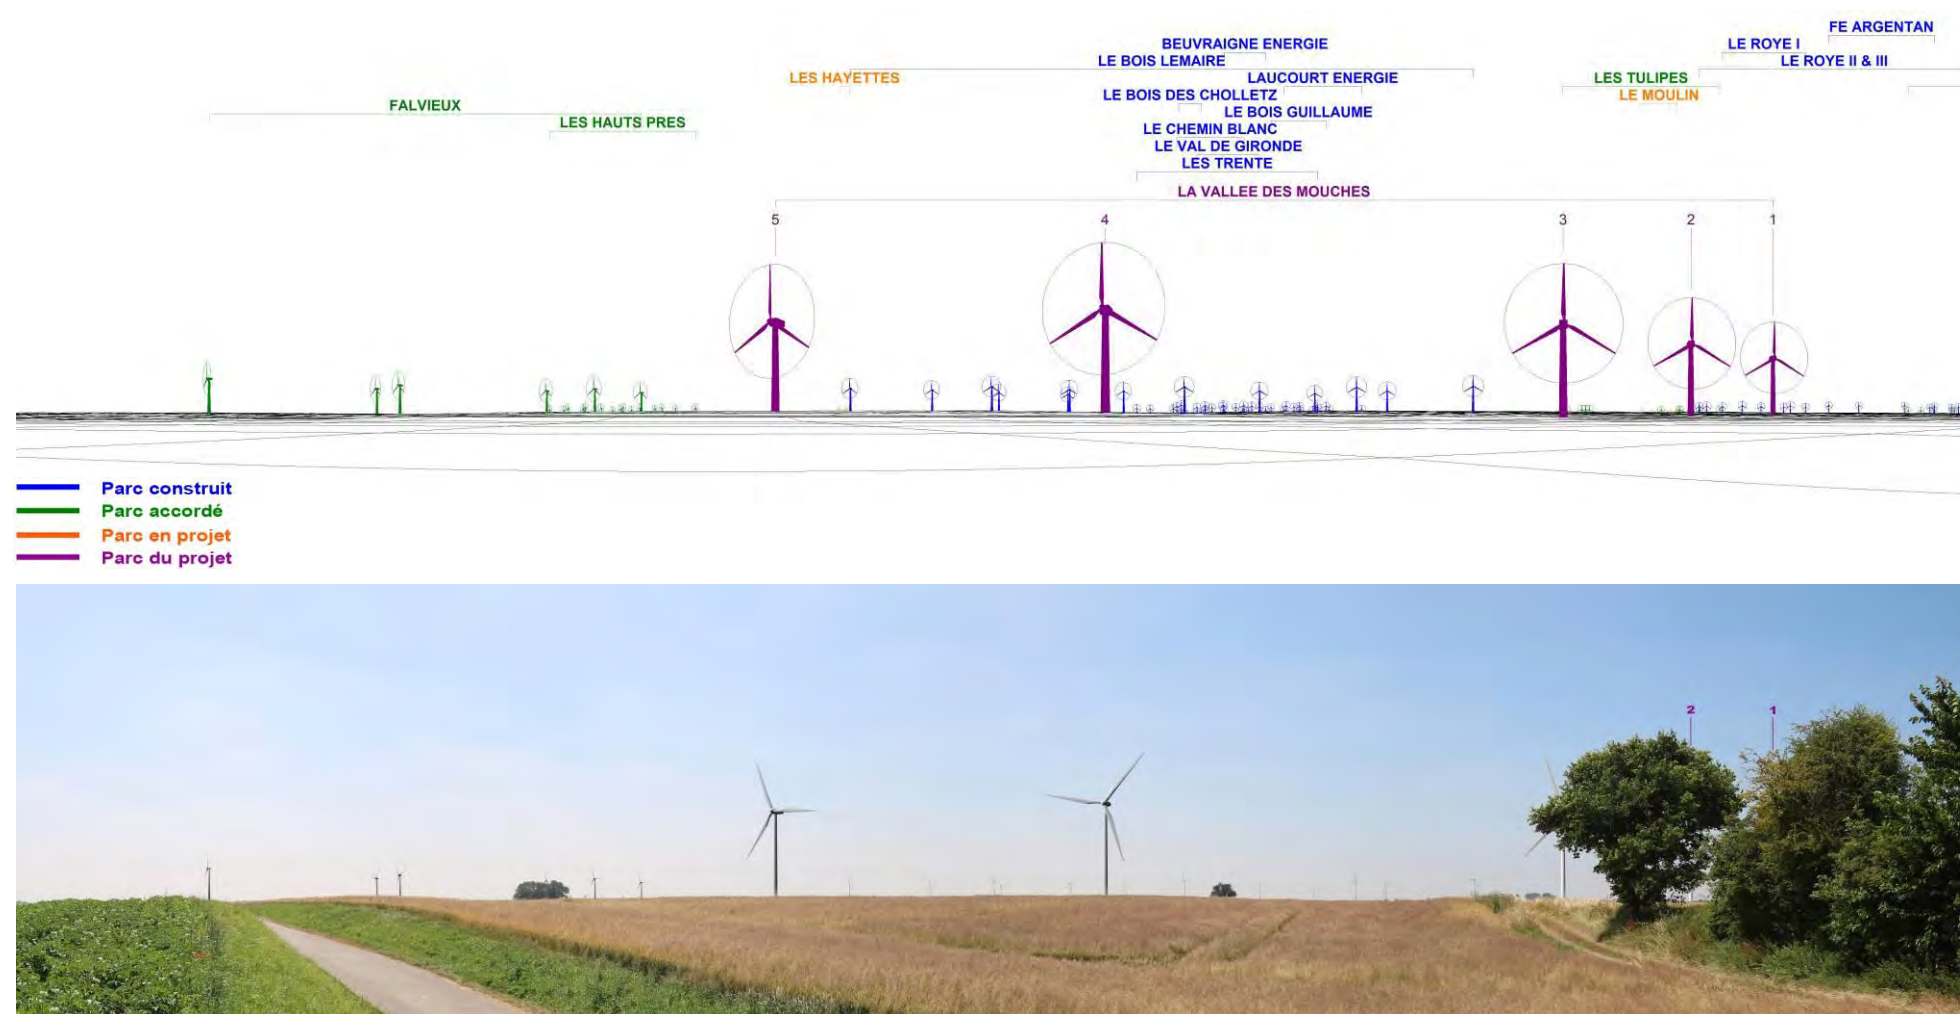 FE ARGENTAN
BEUVRAIGNE ENERGIE
LE ROYE I
LE BOIS LEMAIRE
LE ROYE II & III
LES HAYETTES
LAUCOURT ENERGIE
LES TULIPES
LE BOIS DES CHOLLETZ
LE MOULIN
FALVIEUX
LE BOIS GUILLAUME
LES HAUTS PRES
LE CHEMIN BLANC
LE VAL DE GIRONDE
LES TRENTE
LA VALLEE DES MOUCHES
5 4 3 2 1
Parc construit
Parc accordé
Parc en projet
Parc du projet
2 1